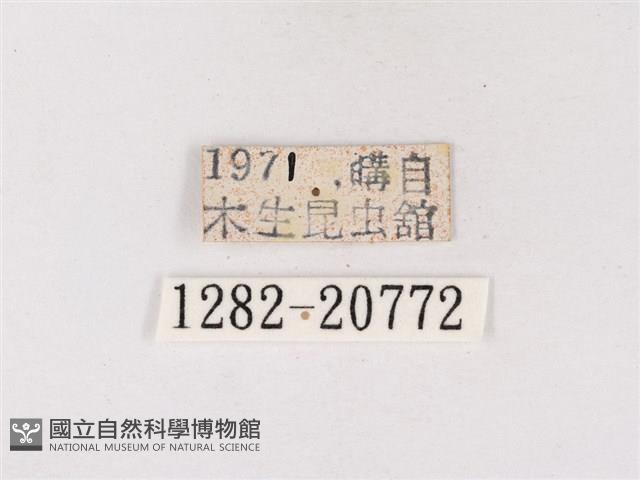 1971 . ,購自
木生昆虫舘
1282-20772
國立自然科學博物館
NATIONAL MUSEUM OF NATURAL SCIENCE